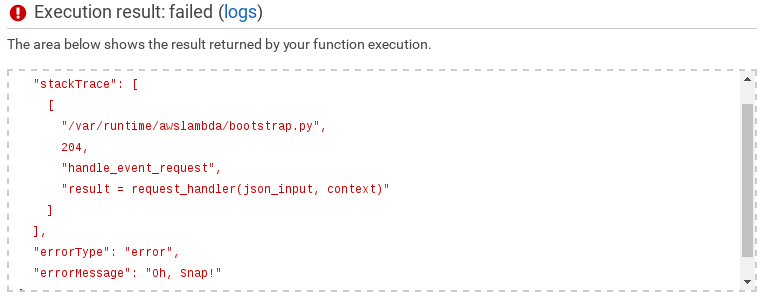 Execution result: failed (logs)
The area below shows the result returned by your function execution.
"stackTrace": [
[
"/var/runtime/awslambda/bootstrap.py",
204,
"handle_event_request",
"result = request_handler(json_input, context)"
]
],
"errorType": "error",
"errorMessage": "Oh, Snap!"